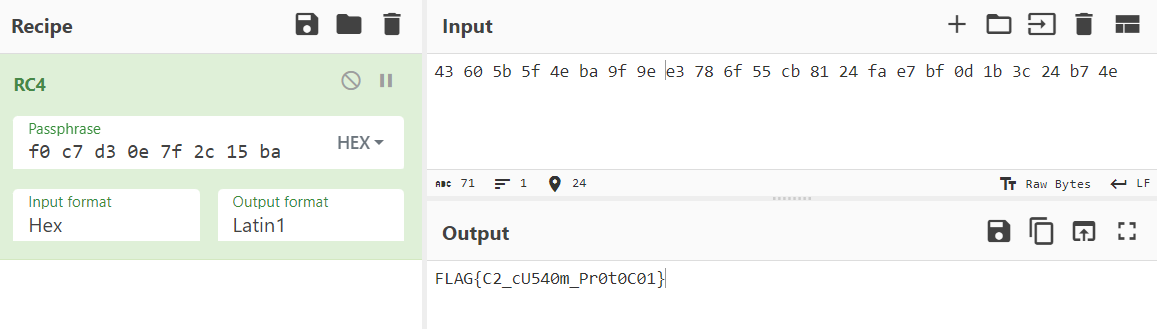 Recipe
RC4
Passphrase
f0 c7 d3 0e 7f 2c 15 ba
HEX
Input format
Hex
Output format
Latin1
Input
43 60 5b 5f 4e ba 9f 9e e3 78 6f 55 cb 81 24 fa e7 bf 0d 1b 3c 24 b7 4e
ABC 71
1
24
Tт Raw Bytes
LF
Output
FLAG{C2_cU540m_Pr0t0C01}